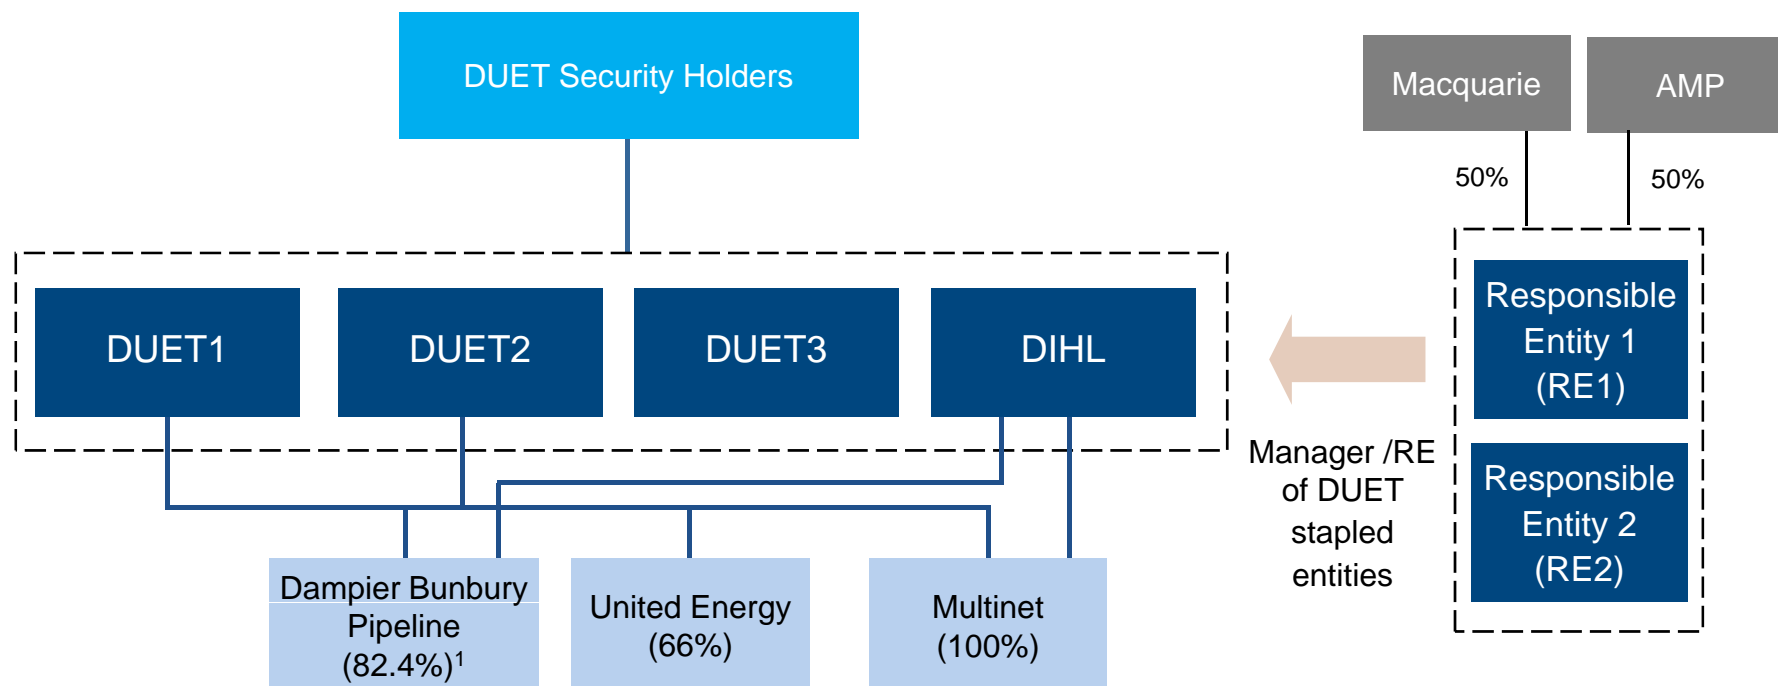 DUET Security Holders
Macquarie
AMP
50%
50%
DUET1
DUET2
DUET3
DIHL
Responsible
Entity 1
(RE1)
Manager /RE
of DUET
stapled
entities
Responsible
Entity 2
(RE2)
Dampier Bunbury
Pipeline
(82.4%)¹
United Energy
(66%)
Multinet
(100%)